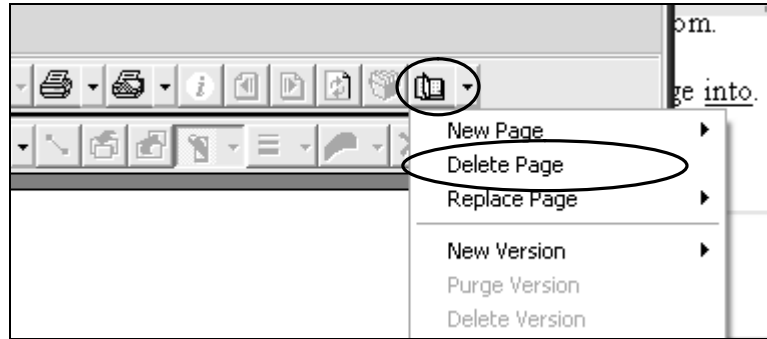 om.
ge into.
New Page
Delete Page
Replace Page
New Version
Purge Version
Delete Version